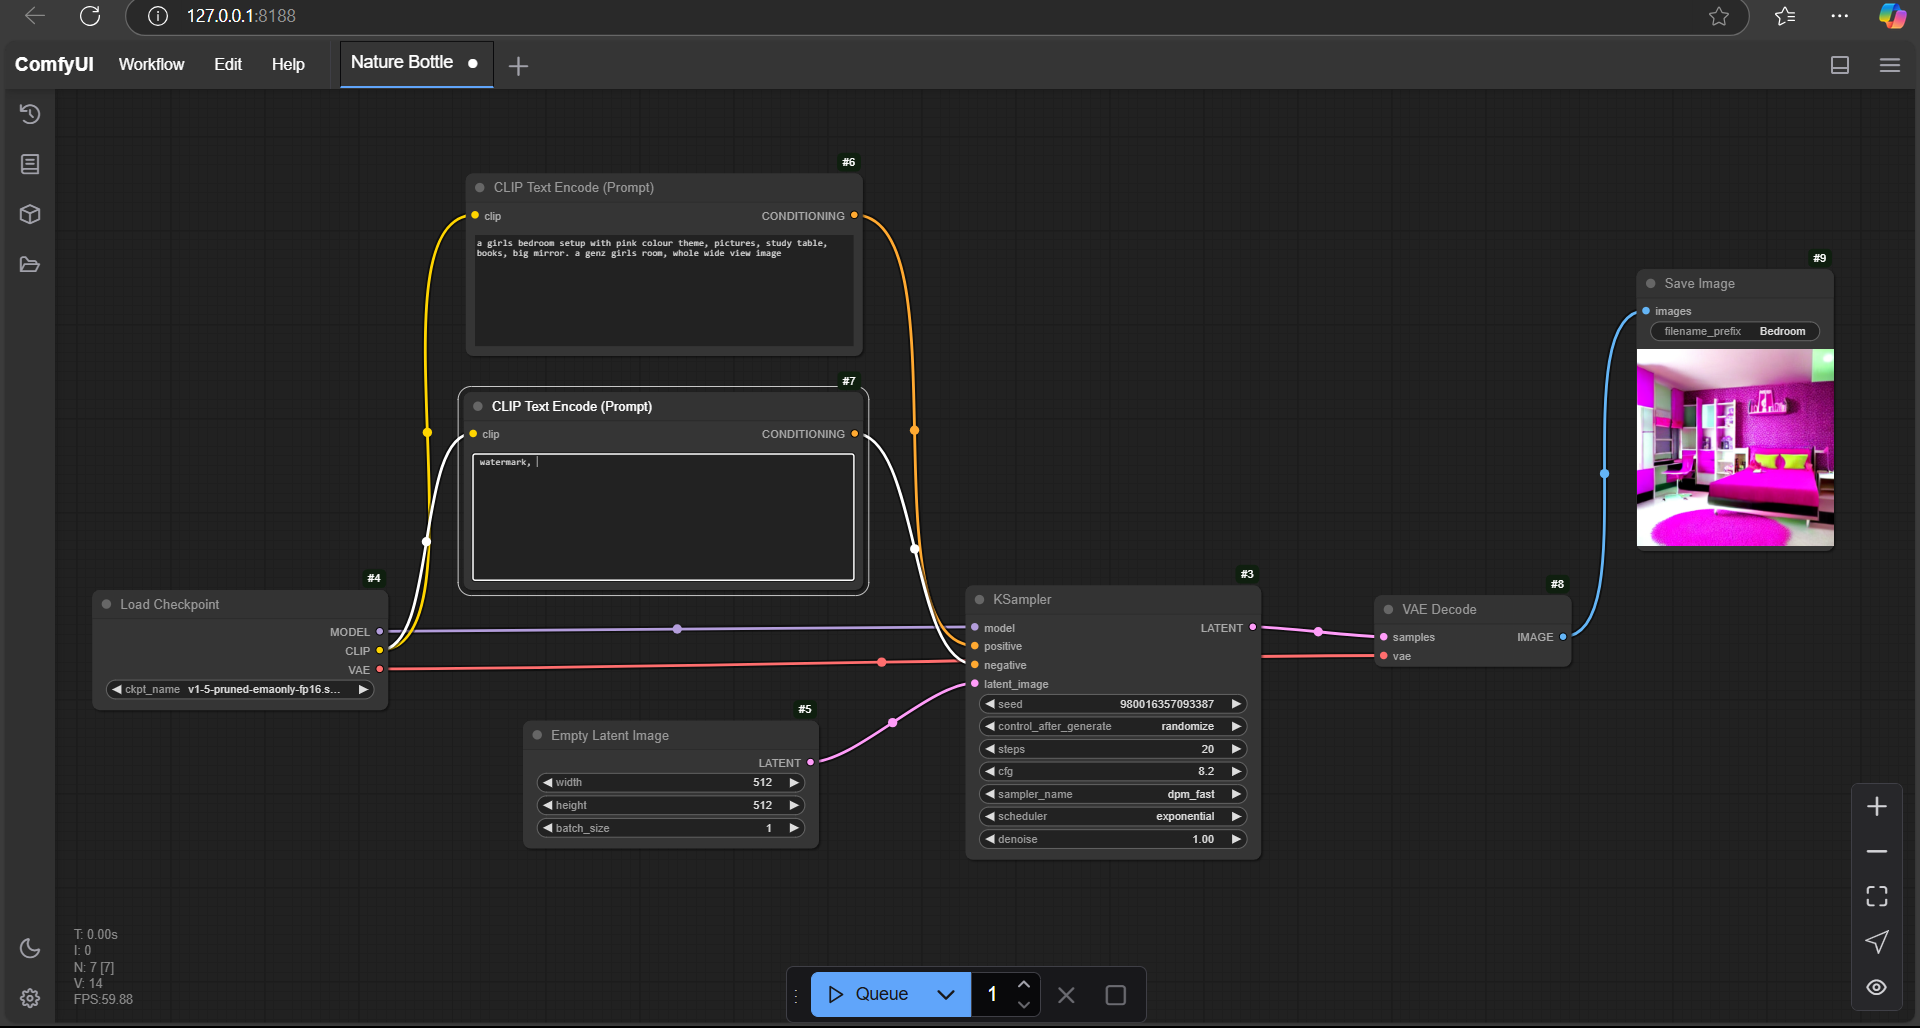 127.0.0.1:8188
ComfyUI Workflow Edit Help Nature Bottle
#6
CLIP Text Encode (Prompt)
clip CONDITIONING
a girls bedroom setup with pink colour theme, pictures, study table,
books, big mirror. a genz girls room, whole wide view image
#7
CLIP Text Encode (Prompt)
clip CONDITIONING
watermark,
#4
Load Checkpoint
MODEL
CLIP
VAE
ckpt_name v1-5-pruned-emaonly-fp16.s...
#5
Empty Latent Image
LATENT
width 512
height 512
batch_size 1
#3
KSampler
model LATENT
positive
negative
latent_image
seed 980016357093387
control_after_generate randomize
steps 20
cfg 8.2
sampler_name dpm_fast
scheduler exponential
denoise 1.00
#8
VAE Decode
samples IMAGE
vae
#9
Save Image
images
filename_prefix Bedroom
T: 0.00s
I: 0
N: 7 [7]
V: 14
FPS:59.88
Queue 1